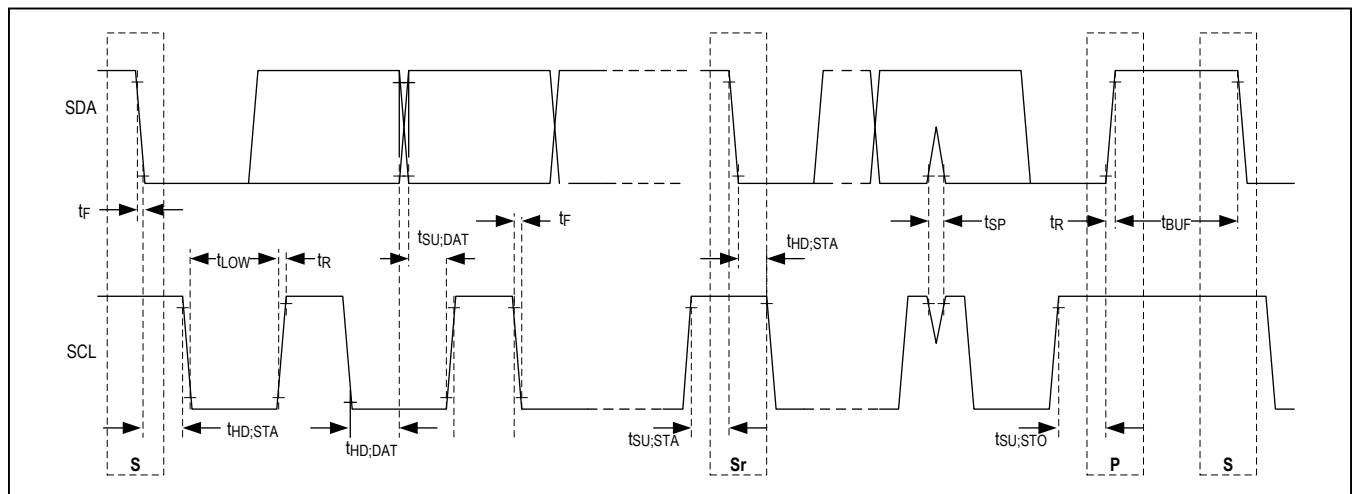 SDA
tF
tLOW
tR
tSU;DAT
tF
tHD;STA
tSP
tR
tBUF
SCL
tHD;STA
tHD;DAT
tSU;STA
tSU;STO
S
Sr
P
S